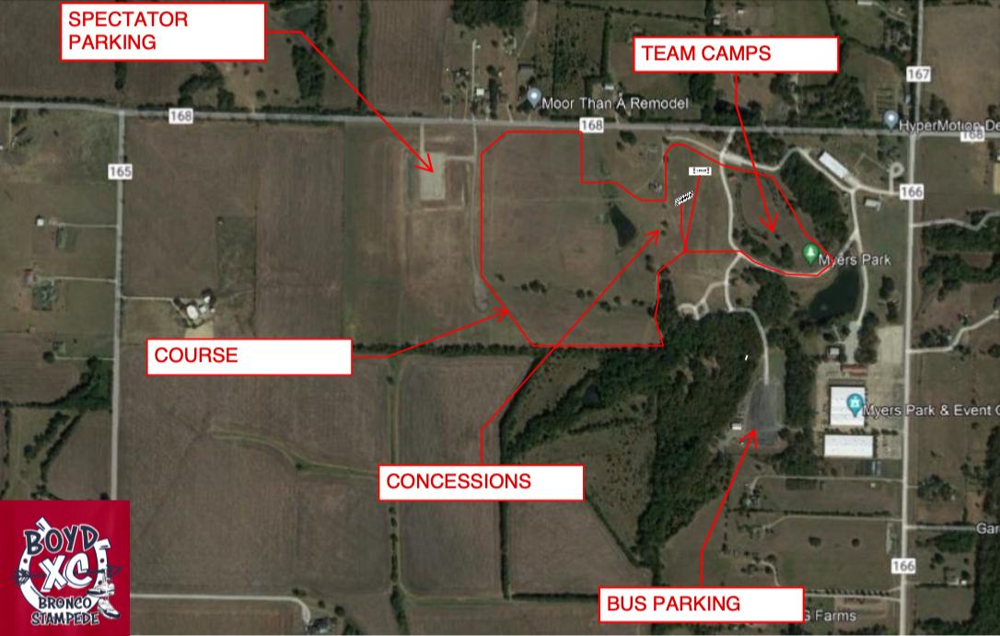 SPECTATOR
PARKING
TEAM CAMPS
167
Moor Than A Remodel
168
168
HyperMotion De
168
165
166
Myers Park
COURSE
Myers Park & Event C
CONCESSIONS
BOYD
XC
BRONCO
STAMPEDE
Gar
166
BUS PARKING
G Farms